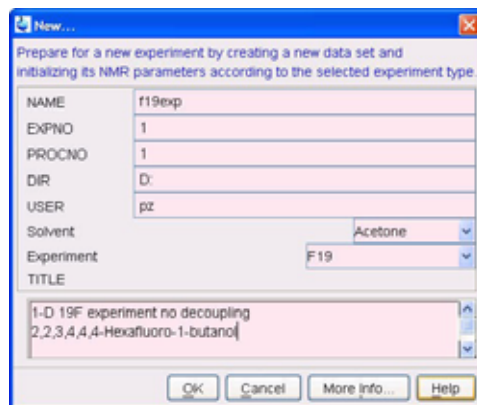 New...
Prepare for a new experiment by creating a new data set and
initializing its NMR parameters according to the selected experiment type.
NAME f19exp
EXPNO 1
PROCNO 1
DIR D:
USER pz
Solvent Acetone
Experiment F19
TITLE
1-D 19F experiment no decoupling
2,2,3,4,4,4-Hexafluoro-1-butanol
OK Cancel More Info... Help